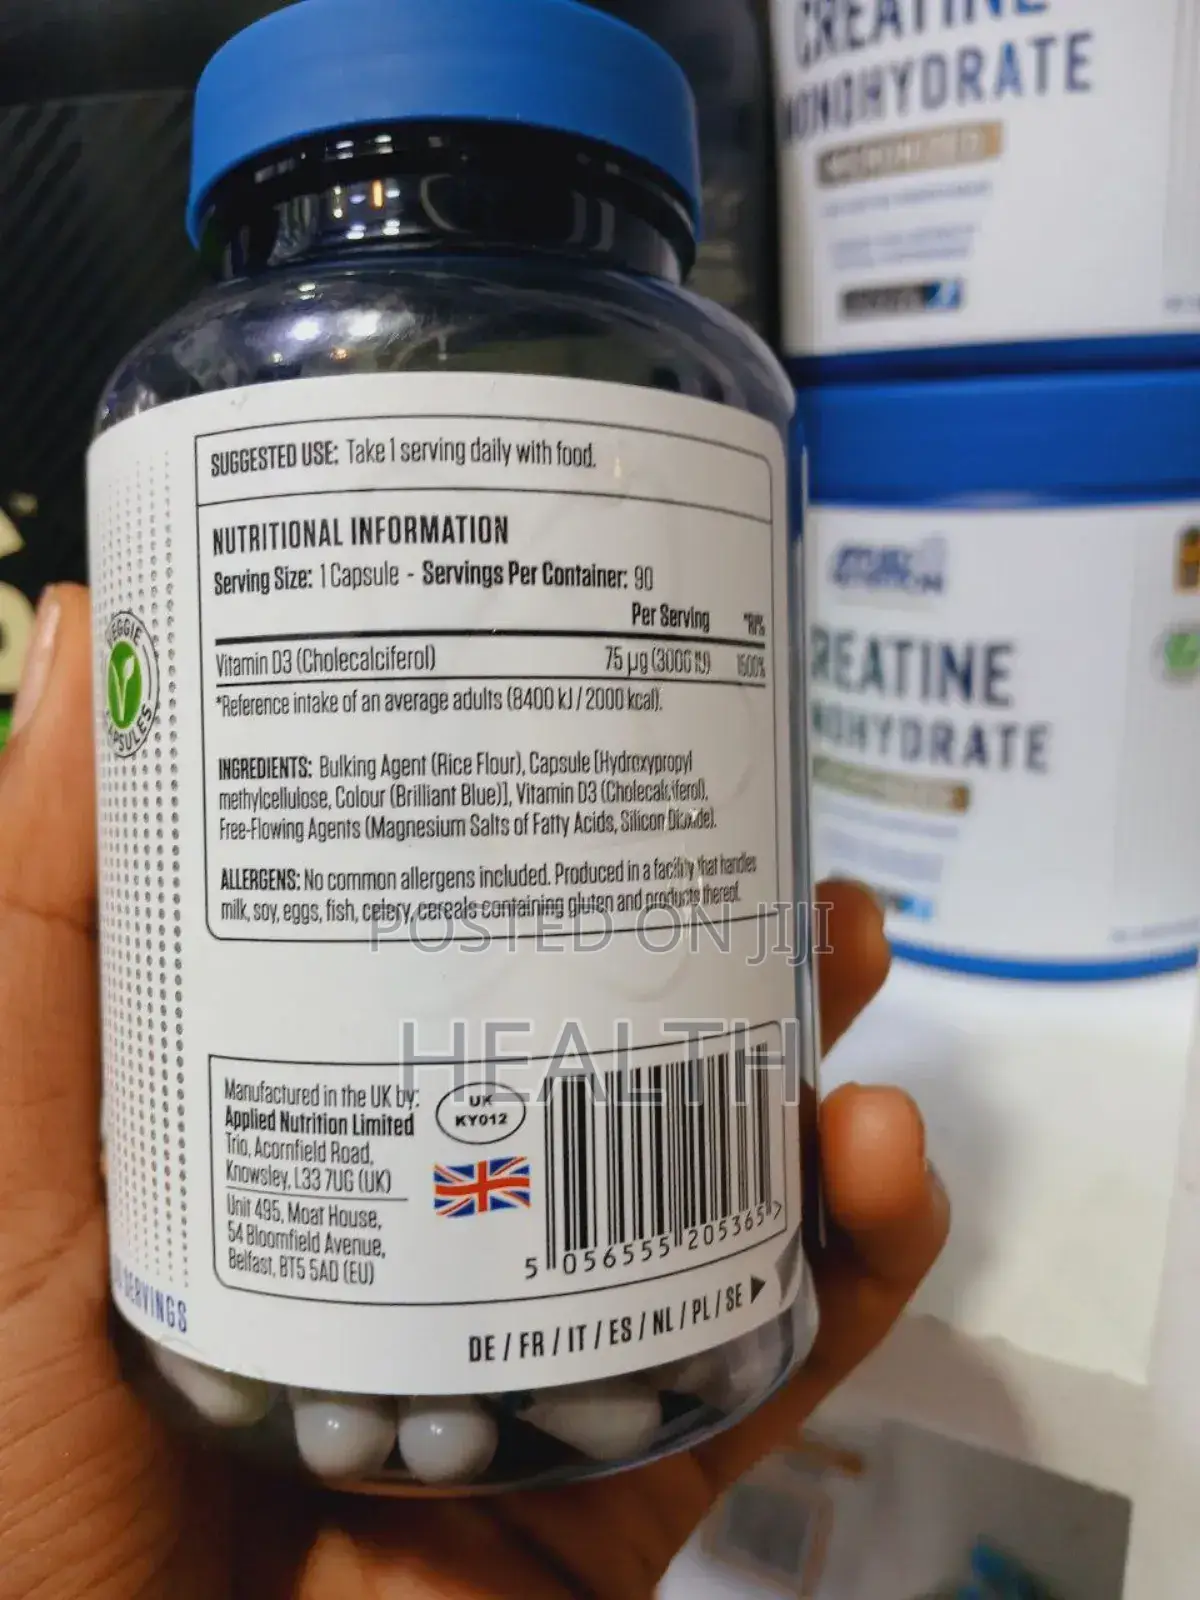 CREATINE
MONOHYDRATE
SUGGESTED USE: Take 1 serving daily with food.
NUTRITIONAL INFORMATION
Serving Size: 1 Capsule - Servings Per Container: 90
Per Serving *RI%
Vitamin D3 (Cholecalciferol) 75 µg (3000 IU) 1500%
*Reference intake of an average adults (8400 kJ / 2000 kcal).
INGREDIENTS: Bulking Agent (Rice Flour), Capsule [Hydroxypropyl
methylcellulose, Colour (Brilliant Blue)], Vitamin D3 (Cholecalciferol),
Free-Flowing Agents (Magnesium Salts of Fatty Acids, Silicon Dioxide).
ALLERGENS: No common allergens included. Produced in a facility that handles
milk, soy, eggs, fish, celery, cereals containing gluten and products thereof.
VEGGIE
CAPSULES
POSTED ON JIJI
HEALTH
Manufactured in the UK by:
Applied Nutrition Limited
Trio, Acornfield Road,
Knowsley, L33 7UG (UK)
Unit 495, Moat House,
54 Bloomfield Avenue,
Belfast, BT5 5AD (EU)
UK
KY012
5 056555 205365 >
SERVINGS
DE / FR / IT / ES / NL / PL / SE
REATINE
NOHYDRATE